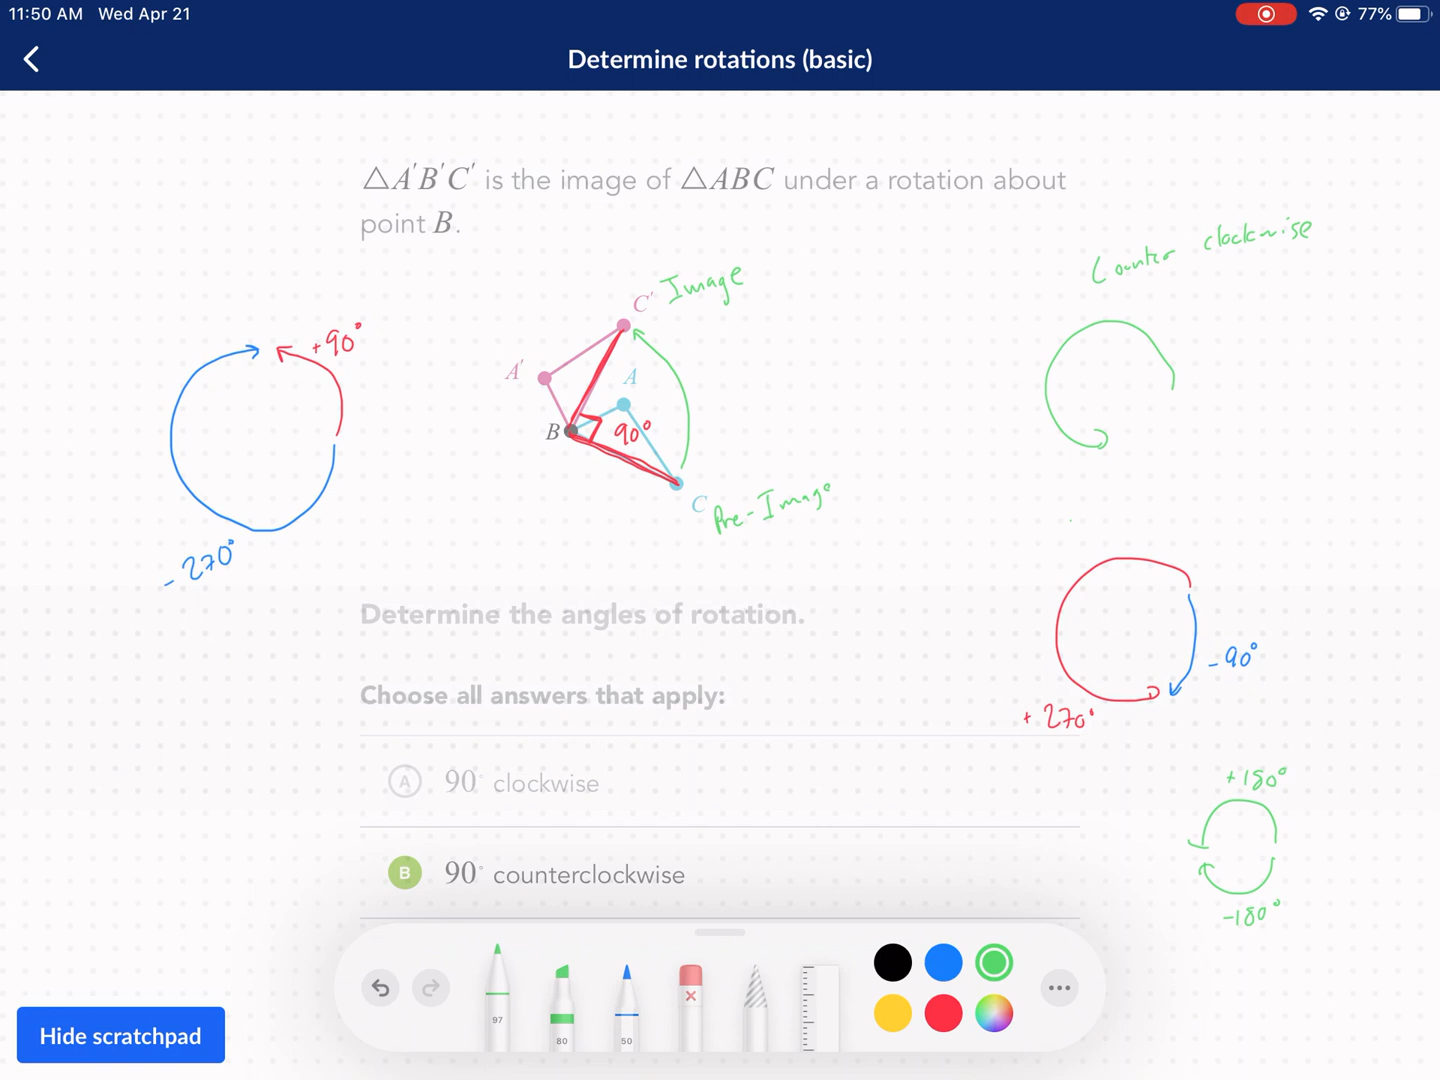 11:50 AM Wed Apr 21
77%
Determine rotations (basic)
△A'B'C' is the image of △ABC under a rotation about
point B.
Counter clockwise
C' Image
+90°
A'
A
B
90°
C Pre-Image
-270°
Determine the angles of rotation.
-90°
Choose all answers that apply:
+270°
A 90° clockwise
+180°
B 90° counterclockwise
-180°
97
80
50
Hide scratchpad